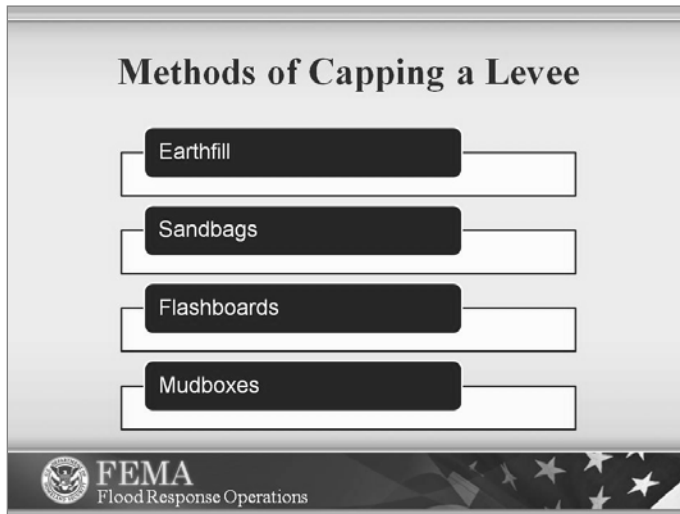 Methods of Capping a Levee
Earthfill
Sandbags
Flashboards
Mudboxes
FEMA
Flood Response Operations